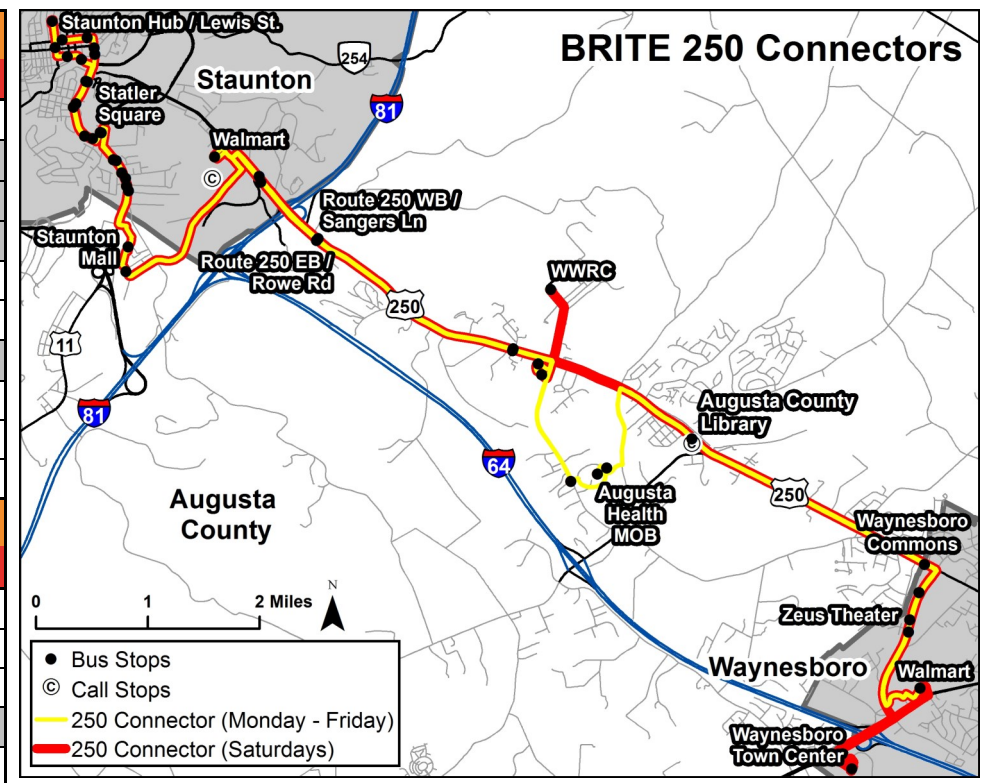 BRITE 250 Connectors
Staunton Hub / Lewis St.
254
Staunton
Statler
Square
81
Walmart
©
Route 250 WB /
Sangers Ln
Staunton
Mall
Route 250 EB /
Rowe Rd
WWRC
250
11
Augusta County
Library
©
81
64
250
Augusta
County
Augusta
Health
MOB
Waynesboro
Commons
N
0 1 2 Miles
Zeus Theater
Waynesboro
Walmart
Bus Stops
© Call Stops
250 Connector (Monday - Friday)
250 Connector (Saturdays)
Waynesboro
Town Center